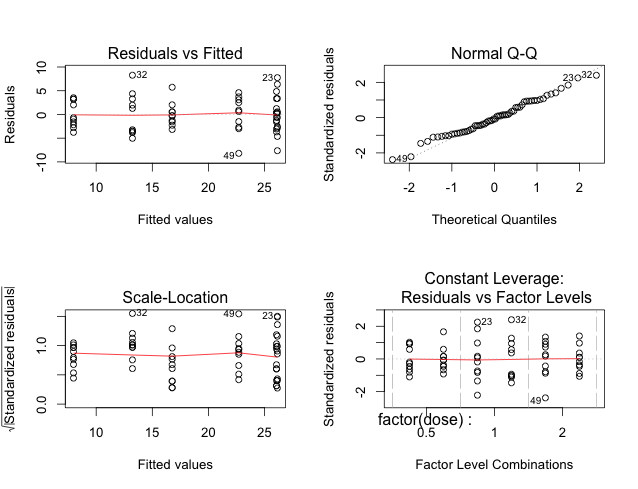 Residuals vs Fitted
Residuals
10
5
0
-10
32
23
49
10 15 20 25
Fitted values
Normal Q-Q
Standardized residuals
2
0
-2
23 32
49
-2 -1 0 1 2
Theoretical Quantiles
Scale-Location
√|Standardized residuals|
1.0
0.0
32
49
23
10 15 20 25
Fitted values
Constant Leverage:
Residuals vs Factor Levels
Standardized residuals
2
0
-2
23
32
49
factor(dose) :
0.5 1 2
Factor Level Combinations